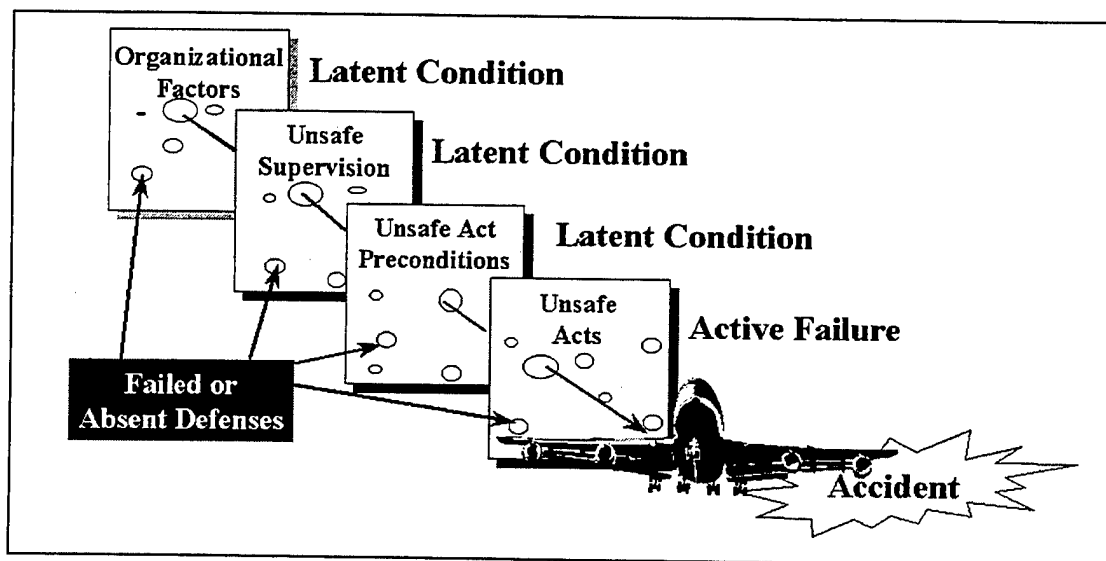 Organizational
Factors
Latent Condition
Unsafe
Supervision
Latent Condition
Unsafe Act
Preconditions
Latent Condition
Unsafe
Acts
Active Failure
Failed or
Absent Defenses
Accident